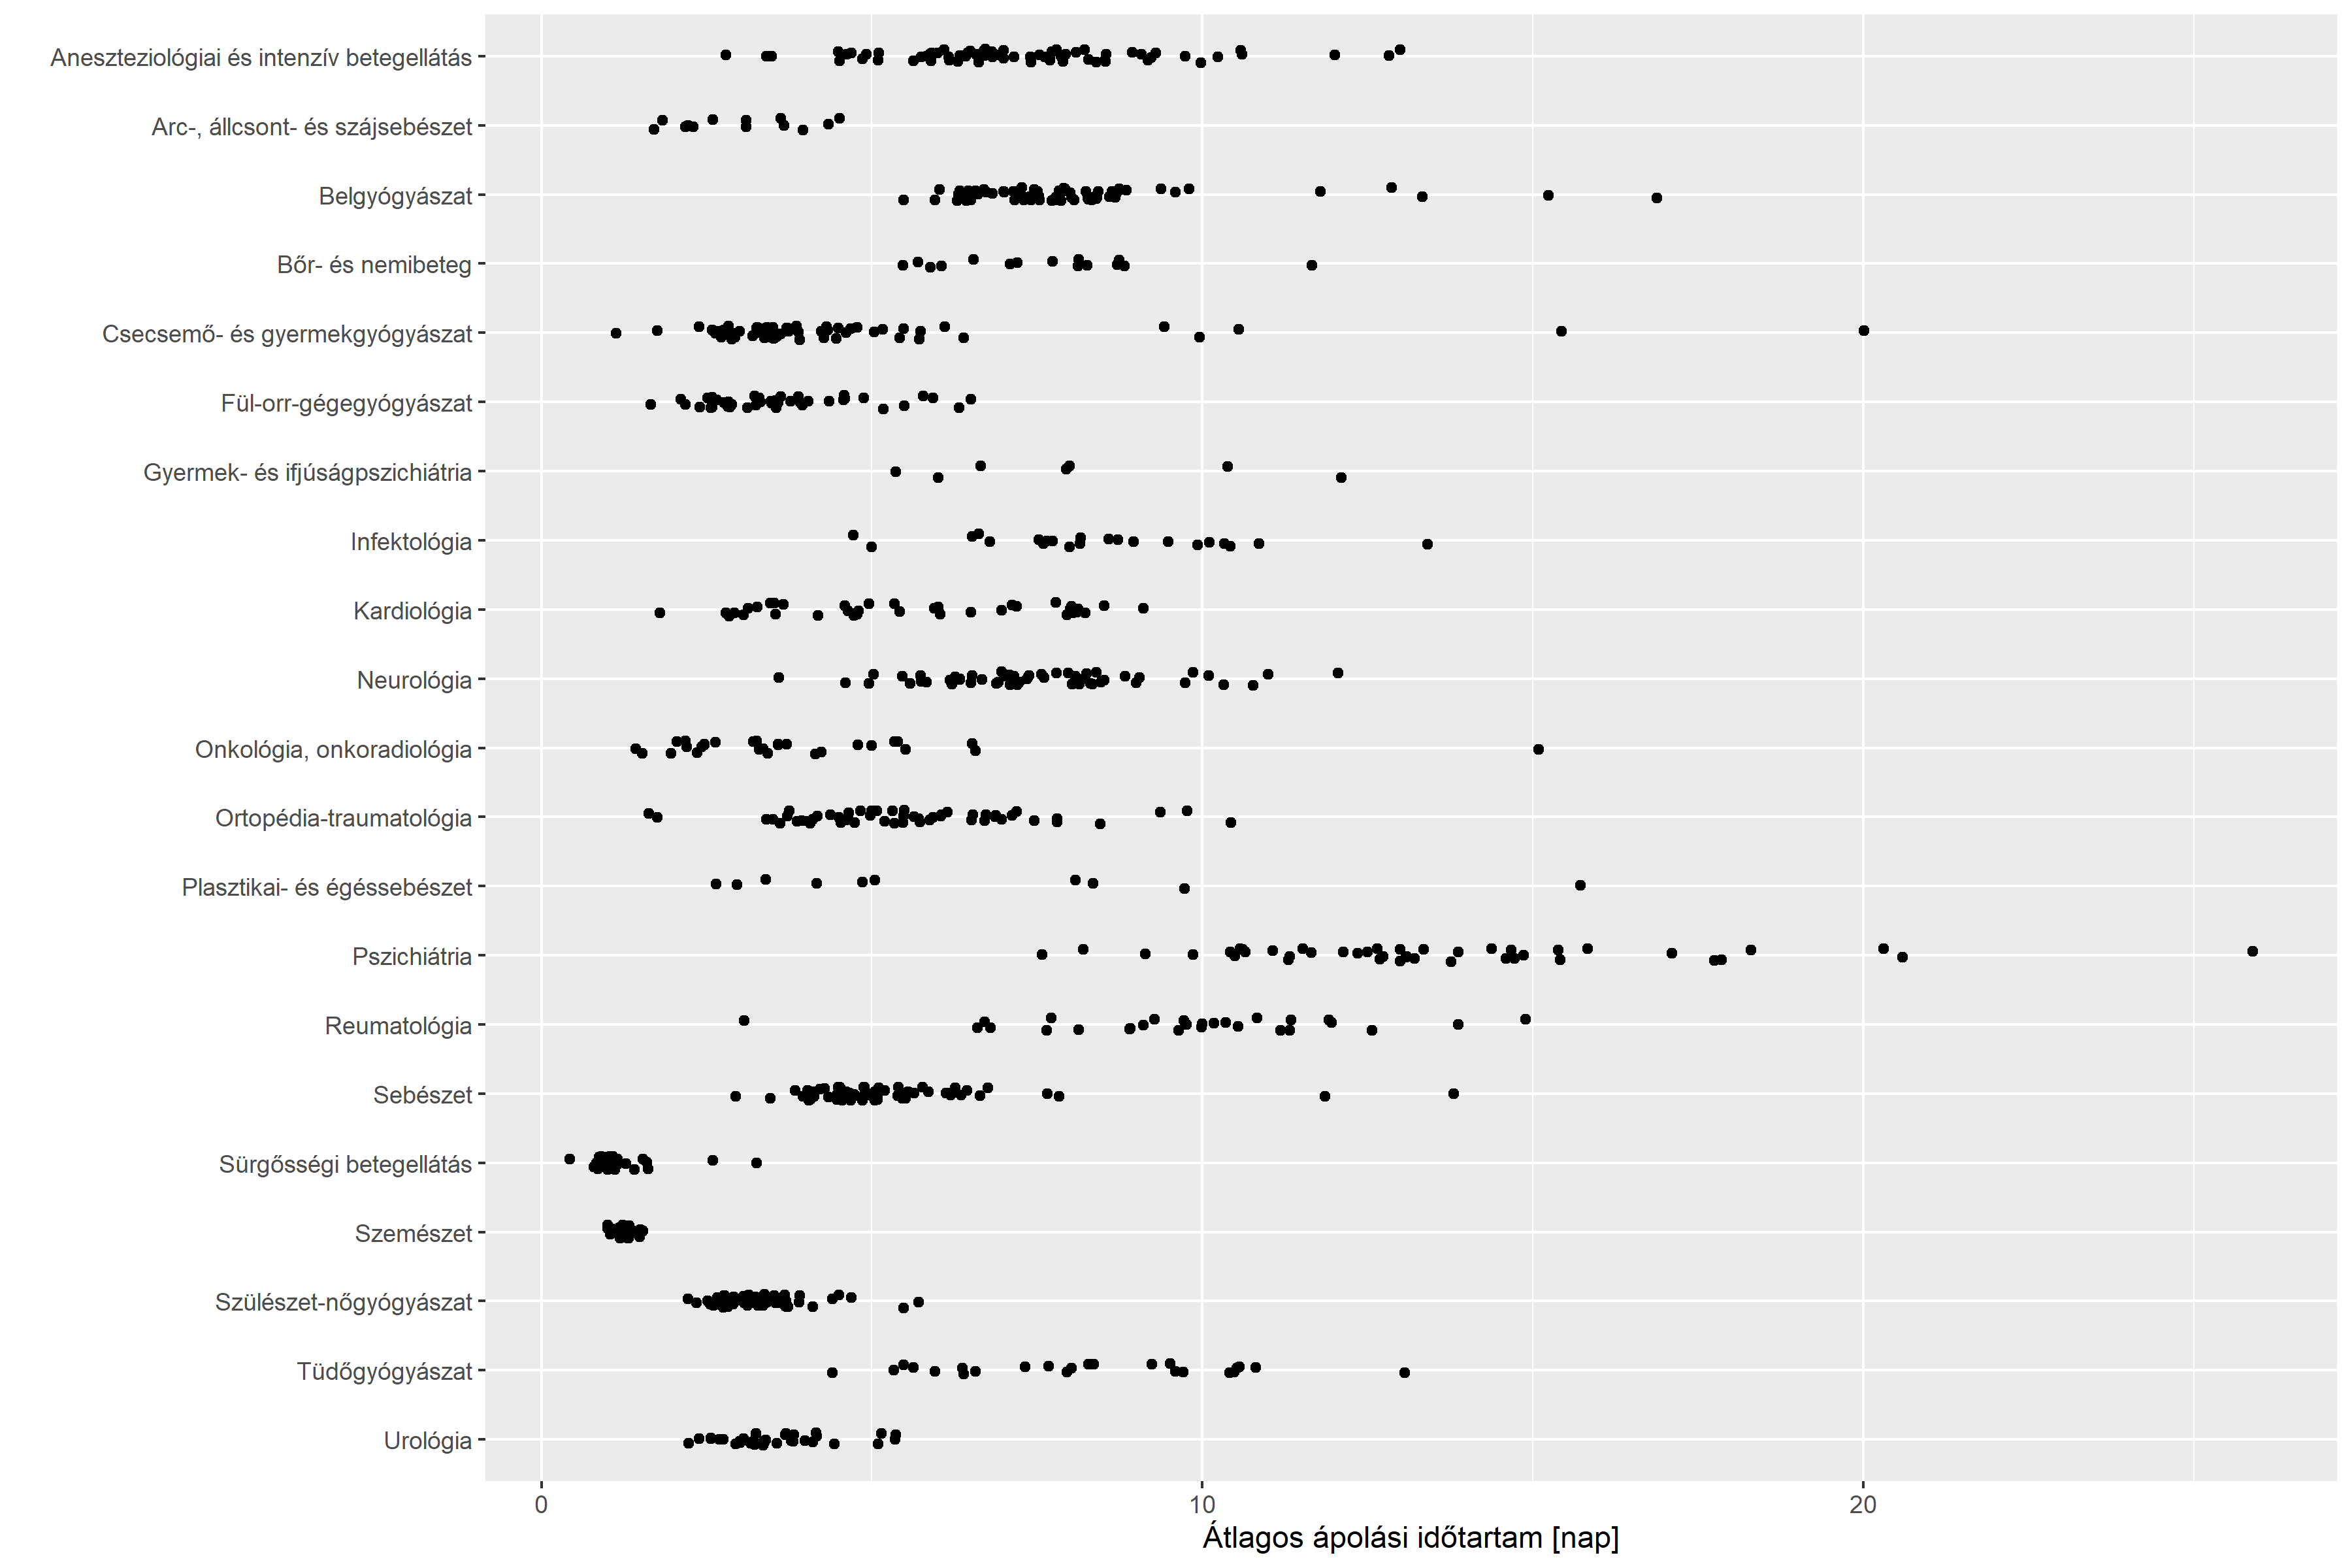 Aneszteziológiai és intenzív betegellátás
Arc-, állcsont- és szájsebészet
Belgyógyászat
Bőr- és nemibeteg
Csecsemő- és gyermekgyógyászat
Fül-orr-gégegyógyászat
Gyermek- és ifjúságpszichiátria
Infektológia
Kardiológia
Neurológia
Onkológia, onkoradiológia
Ortopédia-traumatológia
Plasztikai- és égéssebészet
Pszichiátria
Reumatológia
Sebészet
Sürgősségi betegellátás
Szemészet
Szülészet-nőgyógyászat
Tüdőgyógyászat
Urológia
0 10 20
Átlagos ápolási időtartam [nap]